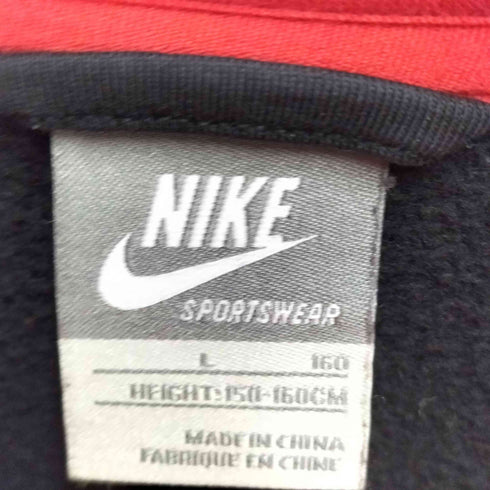 NIKE
SPORTSWEAR
L 160
HEIGHT:150-160CM
MADE IN CHINA
FABRIQUE EN CHINE